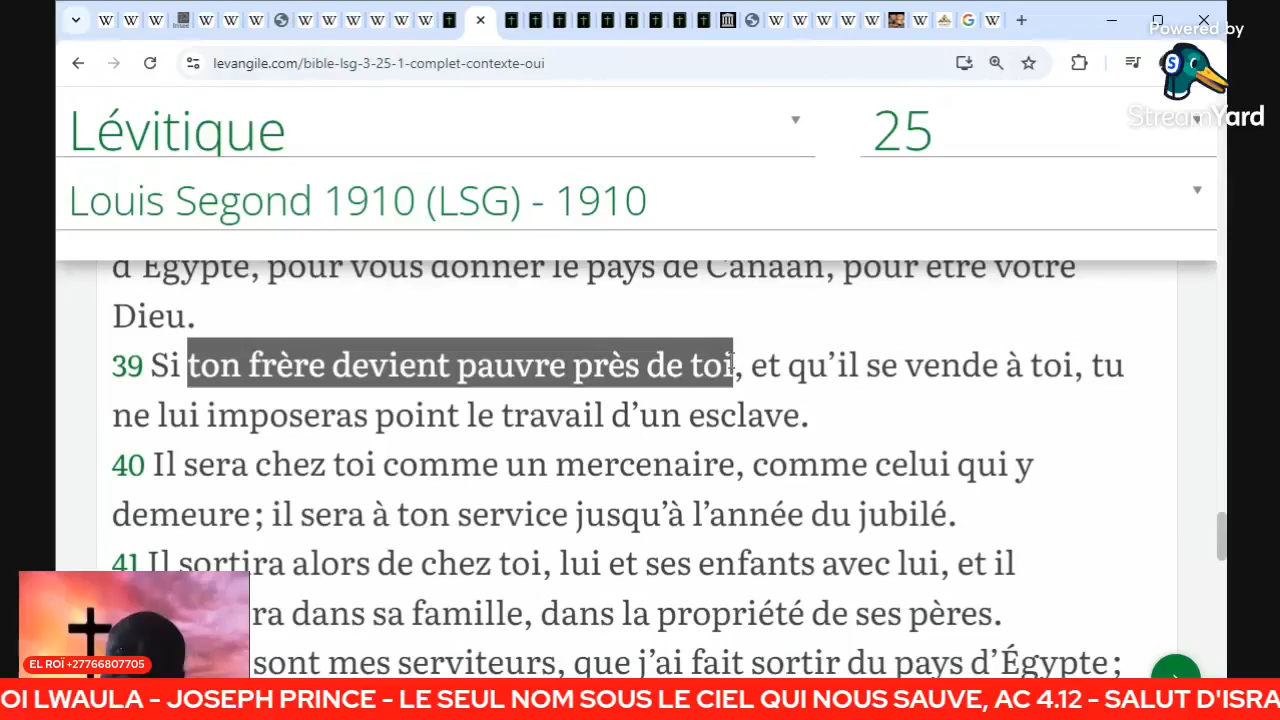 levangile.com/bible-lsg-3-25-1-complet-contexte-oui
Powered by
StreamYard
Lévitique
25
Louis Segond 1910 (LSG) - 1910
d'Égypte, pour vous donner le pays de Canaan, pour être votre
Dieu.
39 Si ton frère devient pauvre près de toi, et qu’il se vende à toi, tu
ne lui imposeras point le travail d’un esclave.
40 Il sera chez toi comme un mercenaire, comme celui qui y
demeure ; il sera à ton service jusqu’à l’année du jubilé.
41 Il sortira alors de chez toi, lui et ses enfants avec lui, et il
ra dans sa famille, dans la propriété de ses pères.
sont mes serviteurs, que j’ai fait sortir du pays d’Égypte ;
EL ROÏ +27766807705
OI LWAULA - JOSEPH PRINCE - LE SEUL NOM SOUS LE CIEL QUI NOUS SAUVE, AC 4.12 - SALUT D'ISRA